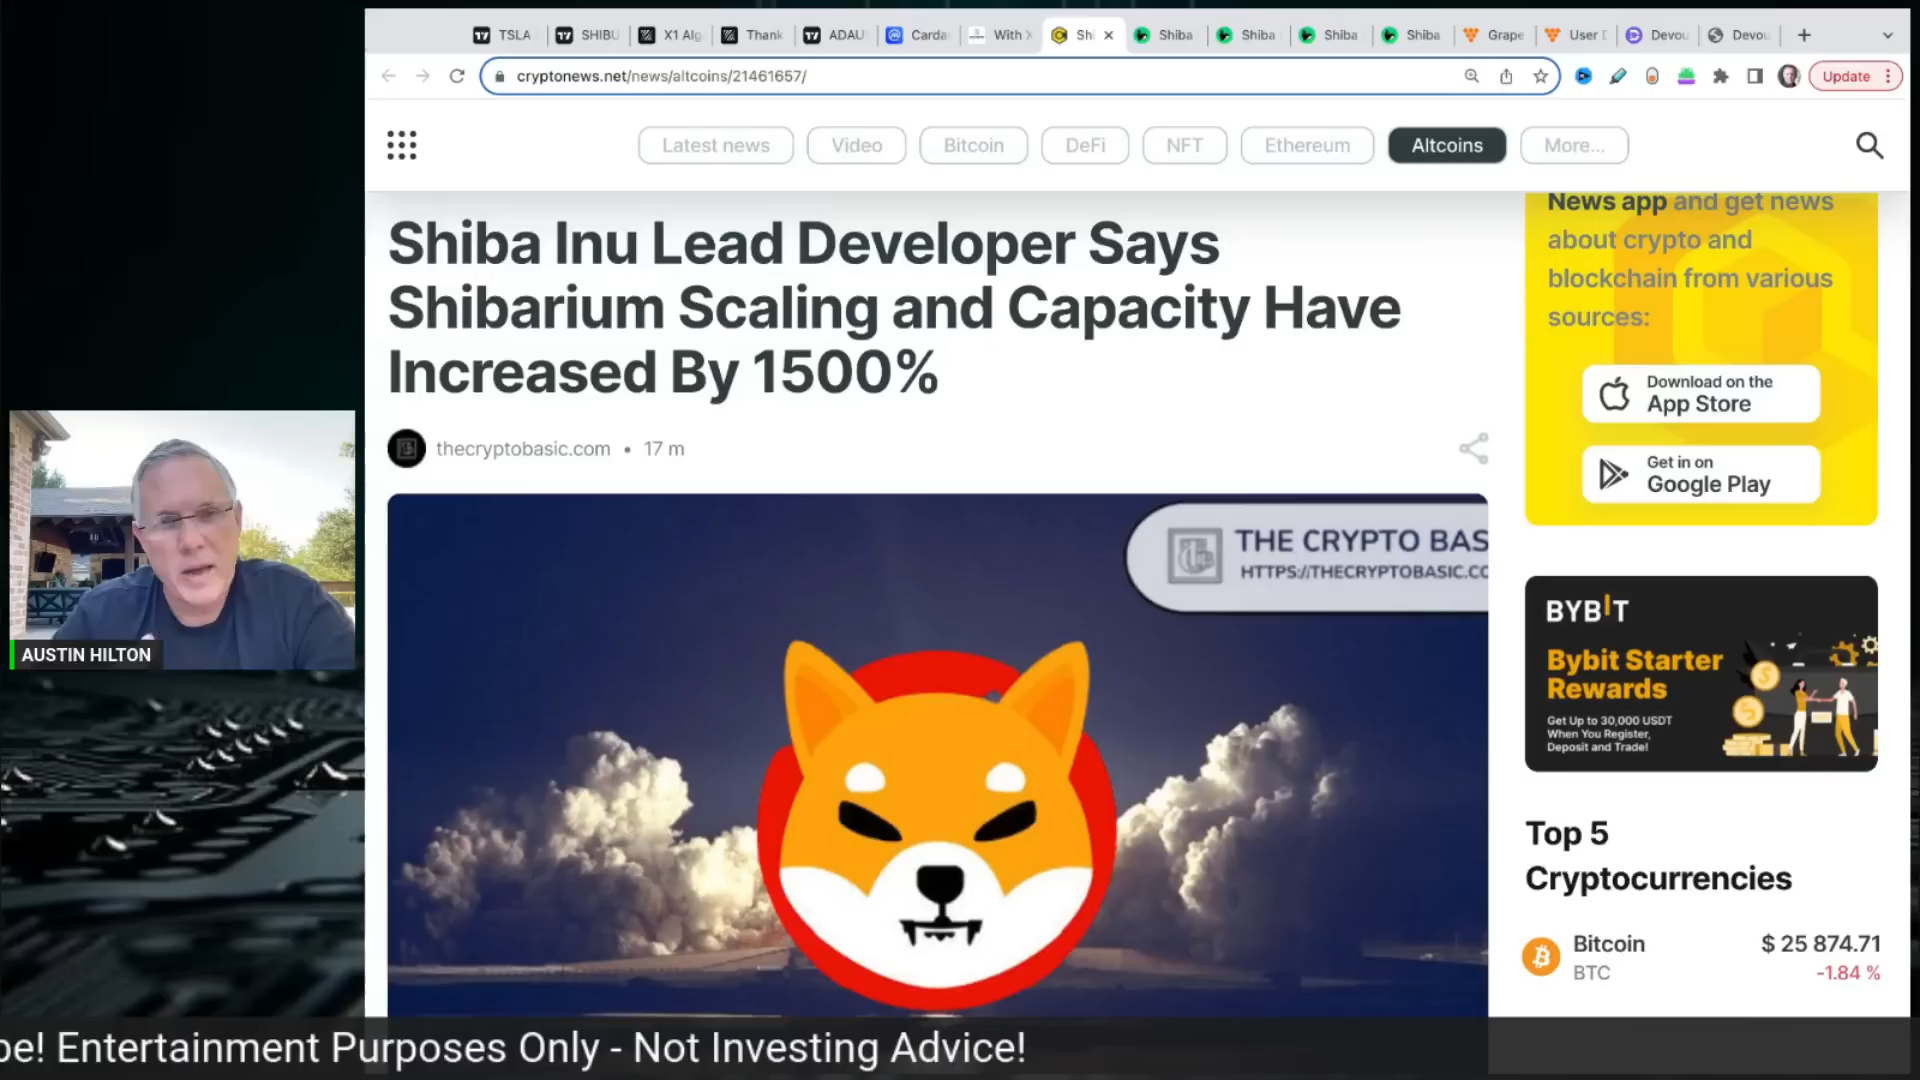 TSLA
SHIBU
X1 Alg
Thank
ADAU
Carda
With X
Shi
Shiba
Shiba
Shiba
Shiba
Grape
User D
Devou
Devou
cryptonews.net/news/altcoins/21461657/
Update
Latest news
Video
Bitcoin
DeFi
NFT
Ethereum
Altcoins
More...
Shiba Inu Lead Developer Says
Shibarium Scaling and Capacity Have
Increased By 1500%
thecryptobasic.com • 17 m
THE CRYPTO BAS
HTTPS://THECRYPTOBASIC.CO
News app and get news
about crypto and
blockchain from various
sources:
Download on the
App Store
Get in on
Google Play
BYBIT
Bybit Starter
Rewards
Get Up to 30,000 USDT
When You Register,
Deposit and Trade!
Top 5
Cryptocurrencies
Bitcoin
$ 25 874.71
BTC
-1.84 %
AUSTIN HILTON
be! Entertainment Purposes Only - Not Investing Advice!